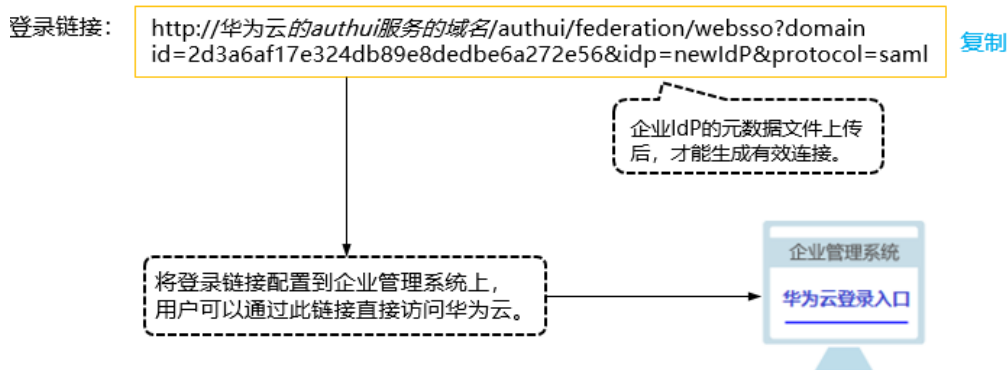 登录链接：
http://华为云的authui服务的域名/authui/federation/websso?domain
id=2d3a6af17e324db89e8dedbe6a272e56&idp=newIdP&protocol=saml
复制
企业IdP的元数据文件上传
后，才能生成有效连接。
将登录链接配置到企业管理系统上，
用户可以通过此链接直接访问华为云。
企业管理系统
华为云登录入口